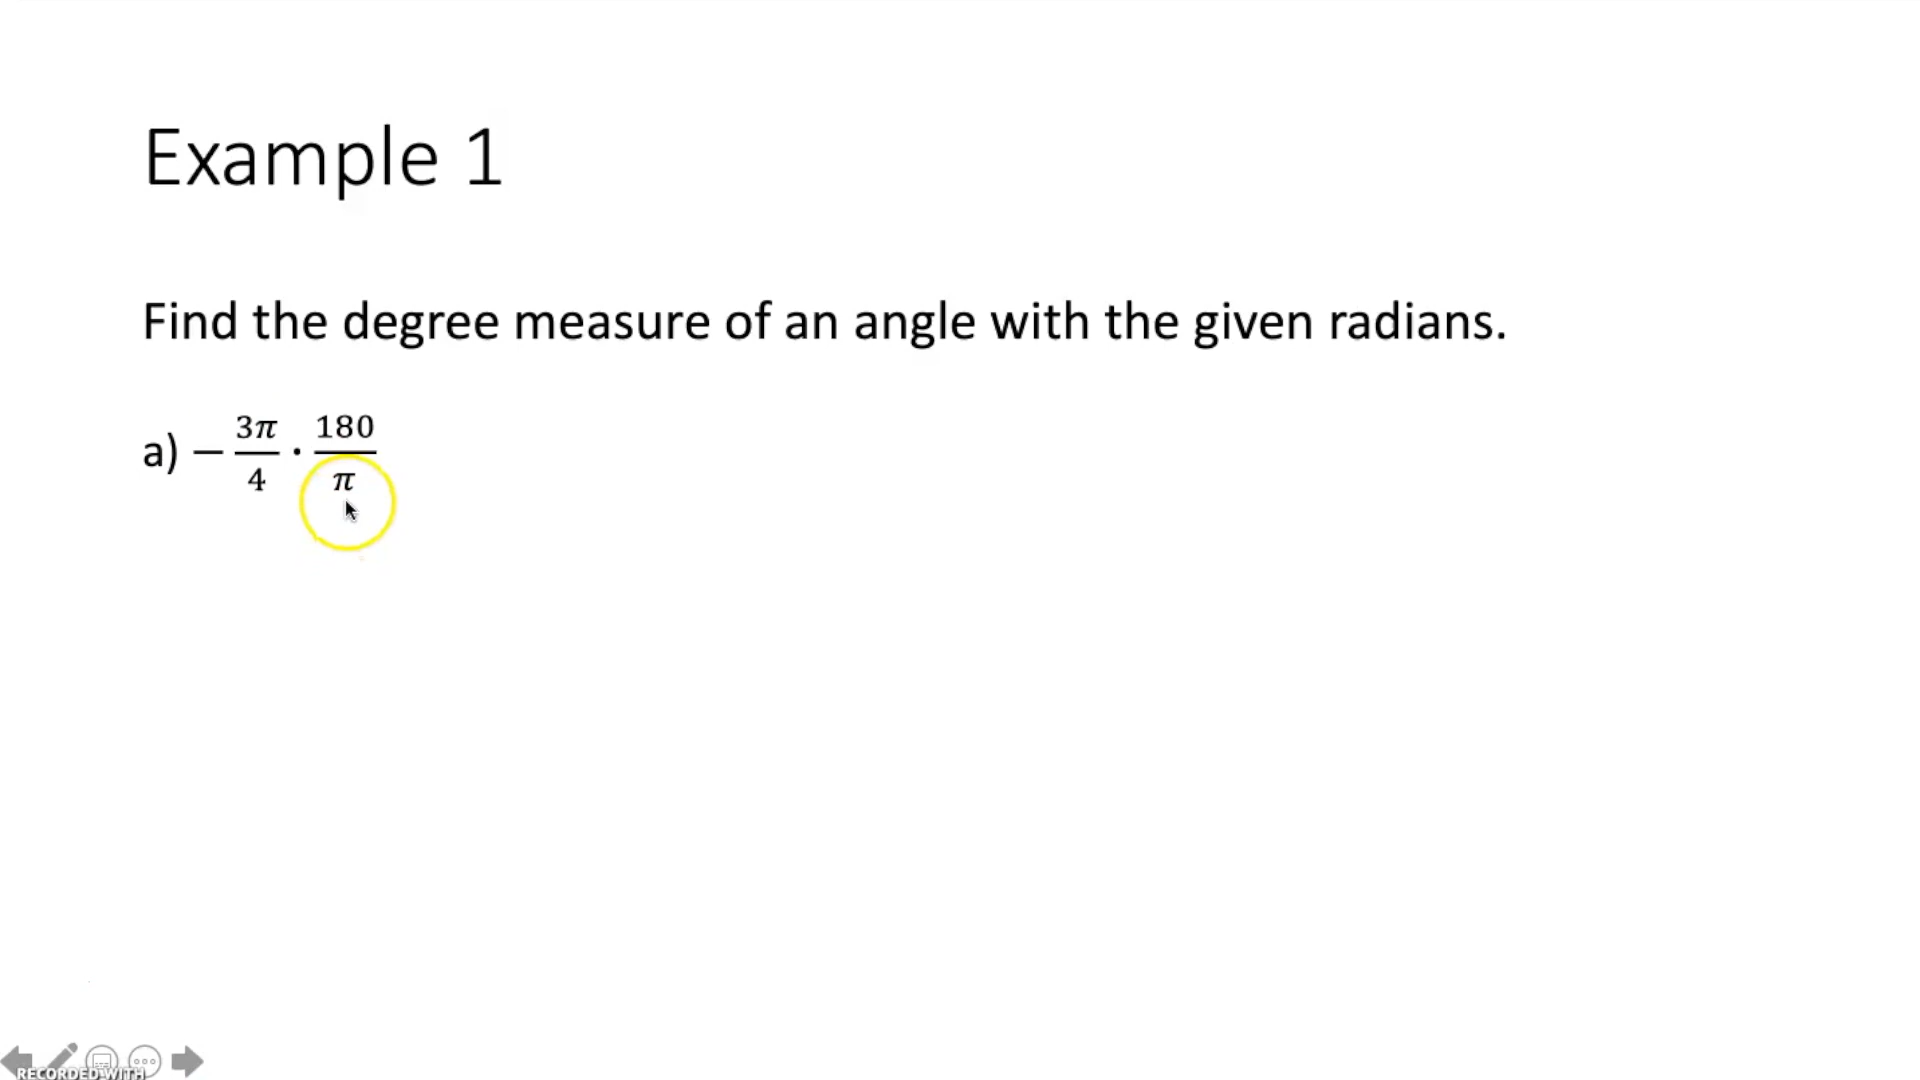 Example 1
Find the degree measure of an angle with the given radians.
a) − 3π/4 · 180/π
RECORDED WITH